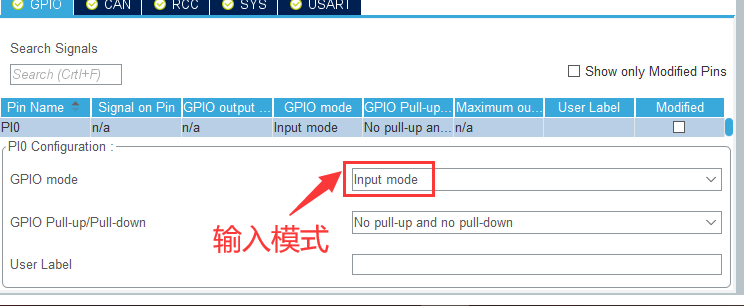 GPIO CAN RCC SYS USART
Search Signals
Search (Crtl+F)
Show only Modified Pins
Pin Name Signal on Pin GPIO output ... GPIO mode GPIO Pull-up... Maximum ou... User Label Modified
PI0 n/a n/a Input mode No pull-up an... n/a
PI0 Configuration :
GPIO mode Input mode
GPIO Pull-up/Pull-down No pull-up and no pull-down
输入模式
User Label